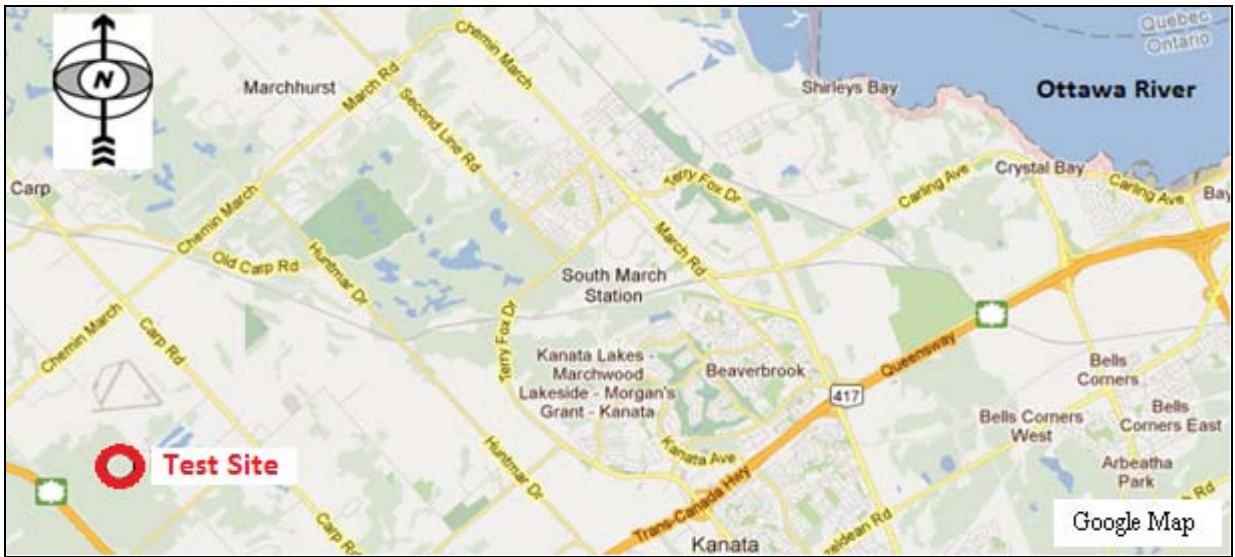 N
Quebec
Ontario
Ottawa River
Chemin March
March Rd
Marchhurst
Second Line Rd
Shirleys Bay
Crystal Bay
Carling Ave
Carling Ave
Bay
Terry Fox Dr
Carp
Chemin March
Old Carp Rd
Huntmar Dr
March Rd
South March
Station
Terry Fox Dr
Chemin March
Carp Rd
Kanata Lakes -
Marchwood
Lakeside - Morgan's
Grant - Kanata
Beaverbrook
Queensway
417
Bells
Corners
Bells Corners
West
Bells
Corners East
Arbeatha
Park
Test Site
Huntmar Dr
Kanata Ave
Trans-Canada Hwy
Carp Rd
Kanata
eldean Rd
Rd
Google Map